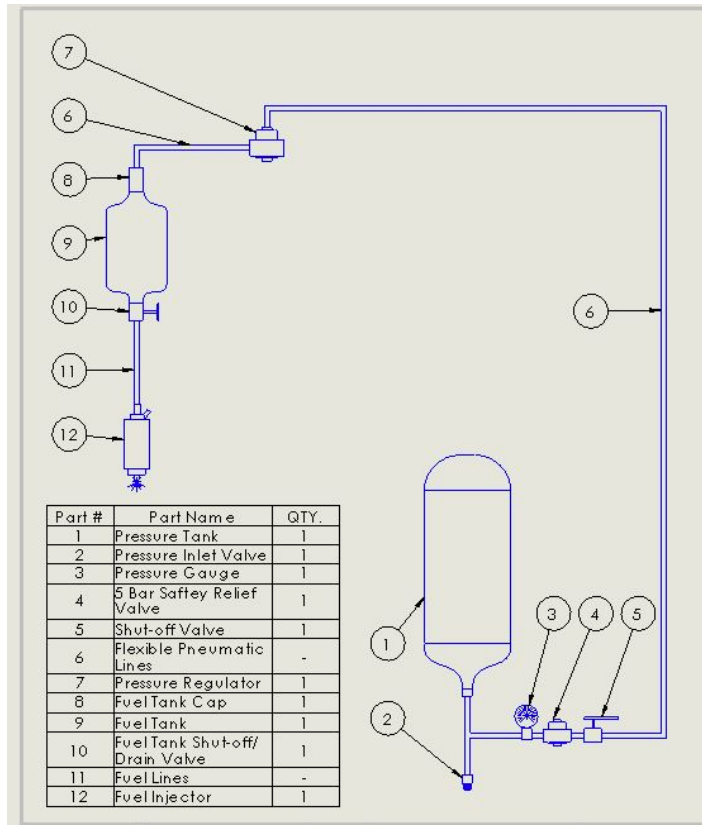 7
6
8
9
10
6
11
12
3
4
5
1
2
Part # Part Name QTY.
1 Pressure Tank 1
2 Pressure Inlet Valve 1
3 Pressure Gauge 1
4 5 Bar Saftey Relief
Valve 1
5 Shut-off Valve 1
6 Flexible Pneumatic
Lines -
7 Pressure Regulator 1
8 Fuel Tank Cap 1
9 Fuel Tank 1
10 Fuel Tank Shut-off/
Drain Valve 1
11 Fuel Lines -
12 Fuel Injector 1